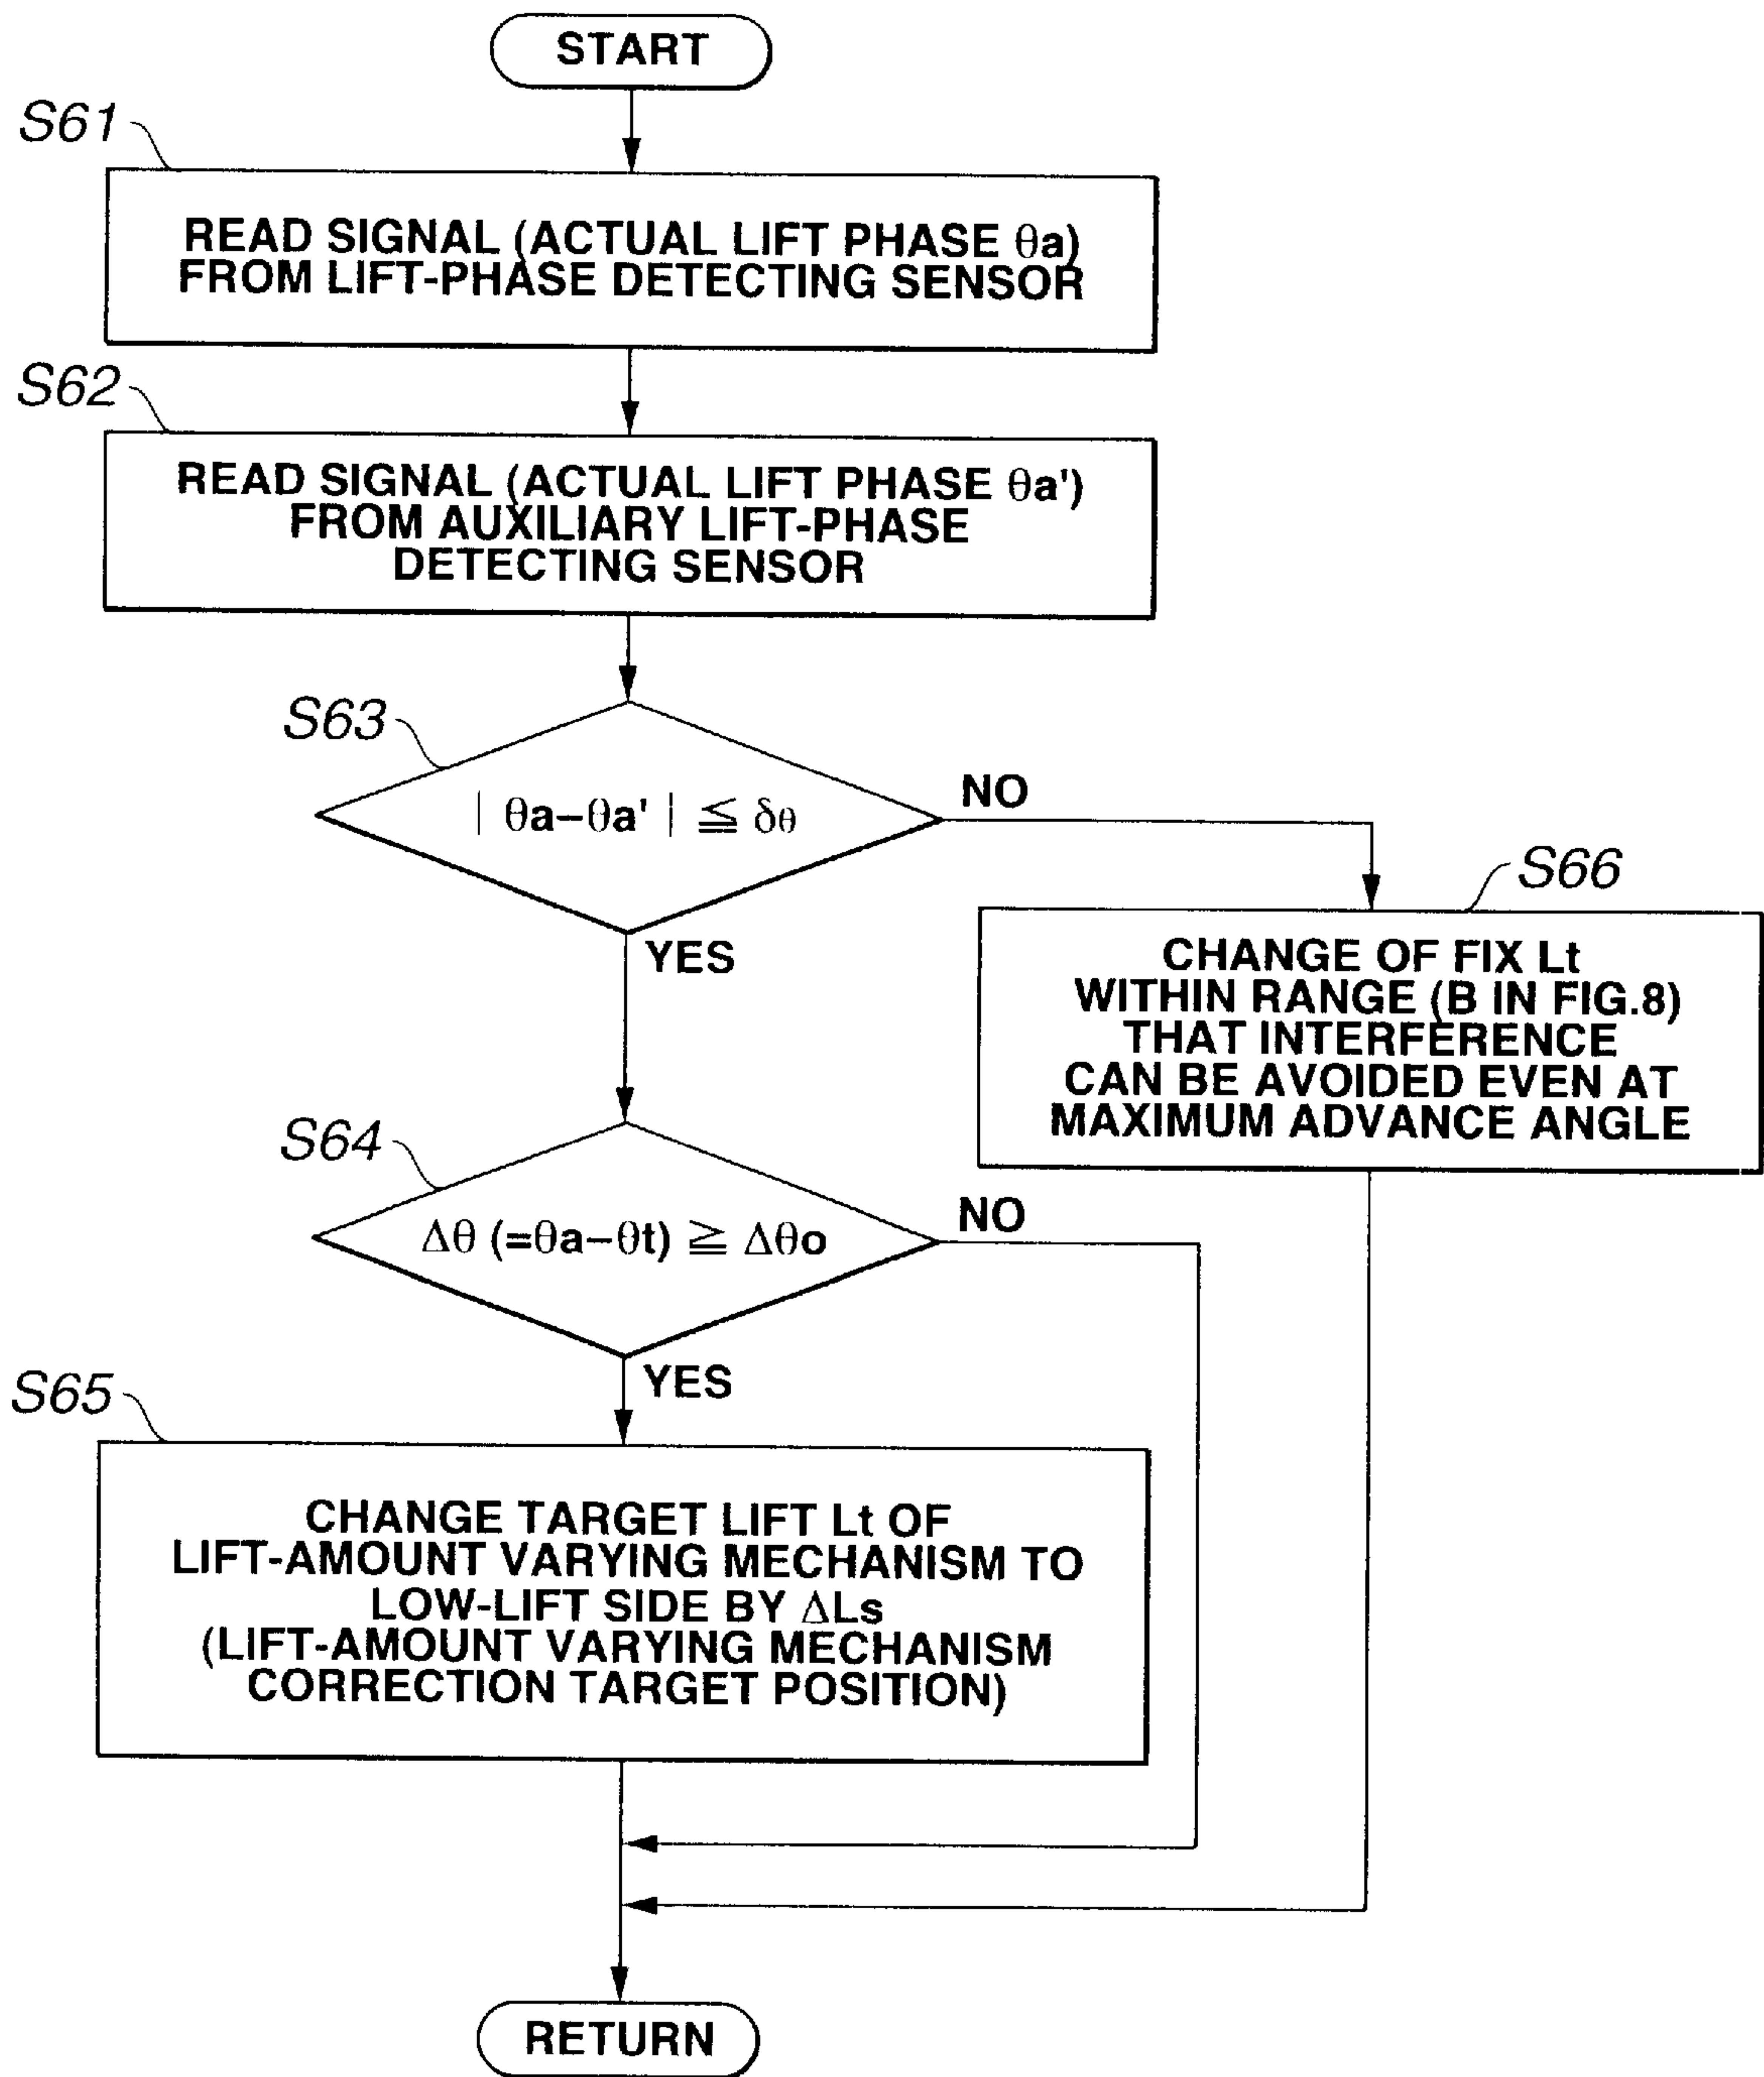 START
S61
READ SIGNAL (ACTUAL LIFT PHASE θa)
FROM LIFT-PHASE DETECTING SENSOR
S62
READ SIGNAL (ACTUAL LIFT PHASE θa')
FROM AUXILIARY LIFT-PHASE
DETECTING SENSOR
S63
| θa–θa' | ≦ δθ
NO
YES
S66
CHANGE OF FIX Lt
WITHIN RANGE (B IN FIG.8)
THAT INTERFERENCE
CAN BE AVOIDED EVEN AT
MAXIMUM ADVANCE ANGLE
S64
Δθ (=θa–θt) ≧ Δθo
NO
YES
S65
CHANGE TARGET LIFT Lt OF
LIFT-AMOUNT VARYING MECHANISM TO
LOW-LIFT SIDE BY ΔLs
(LIFT-AMOUNT VARYING MECHANISM
CORRECTION TARGET POSITION)
RETURN